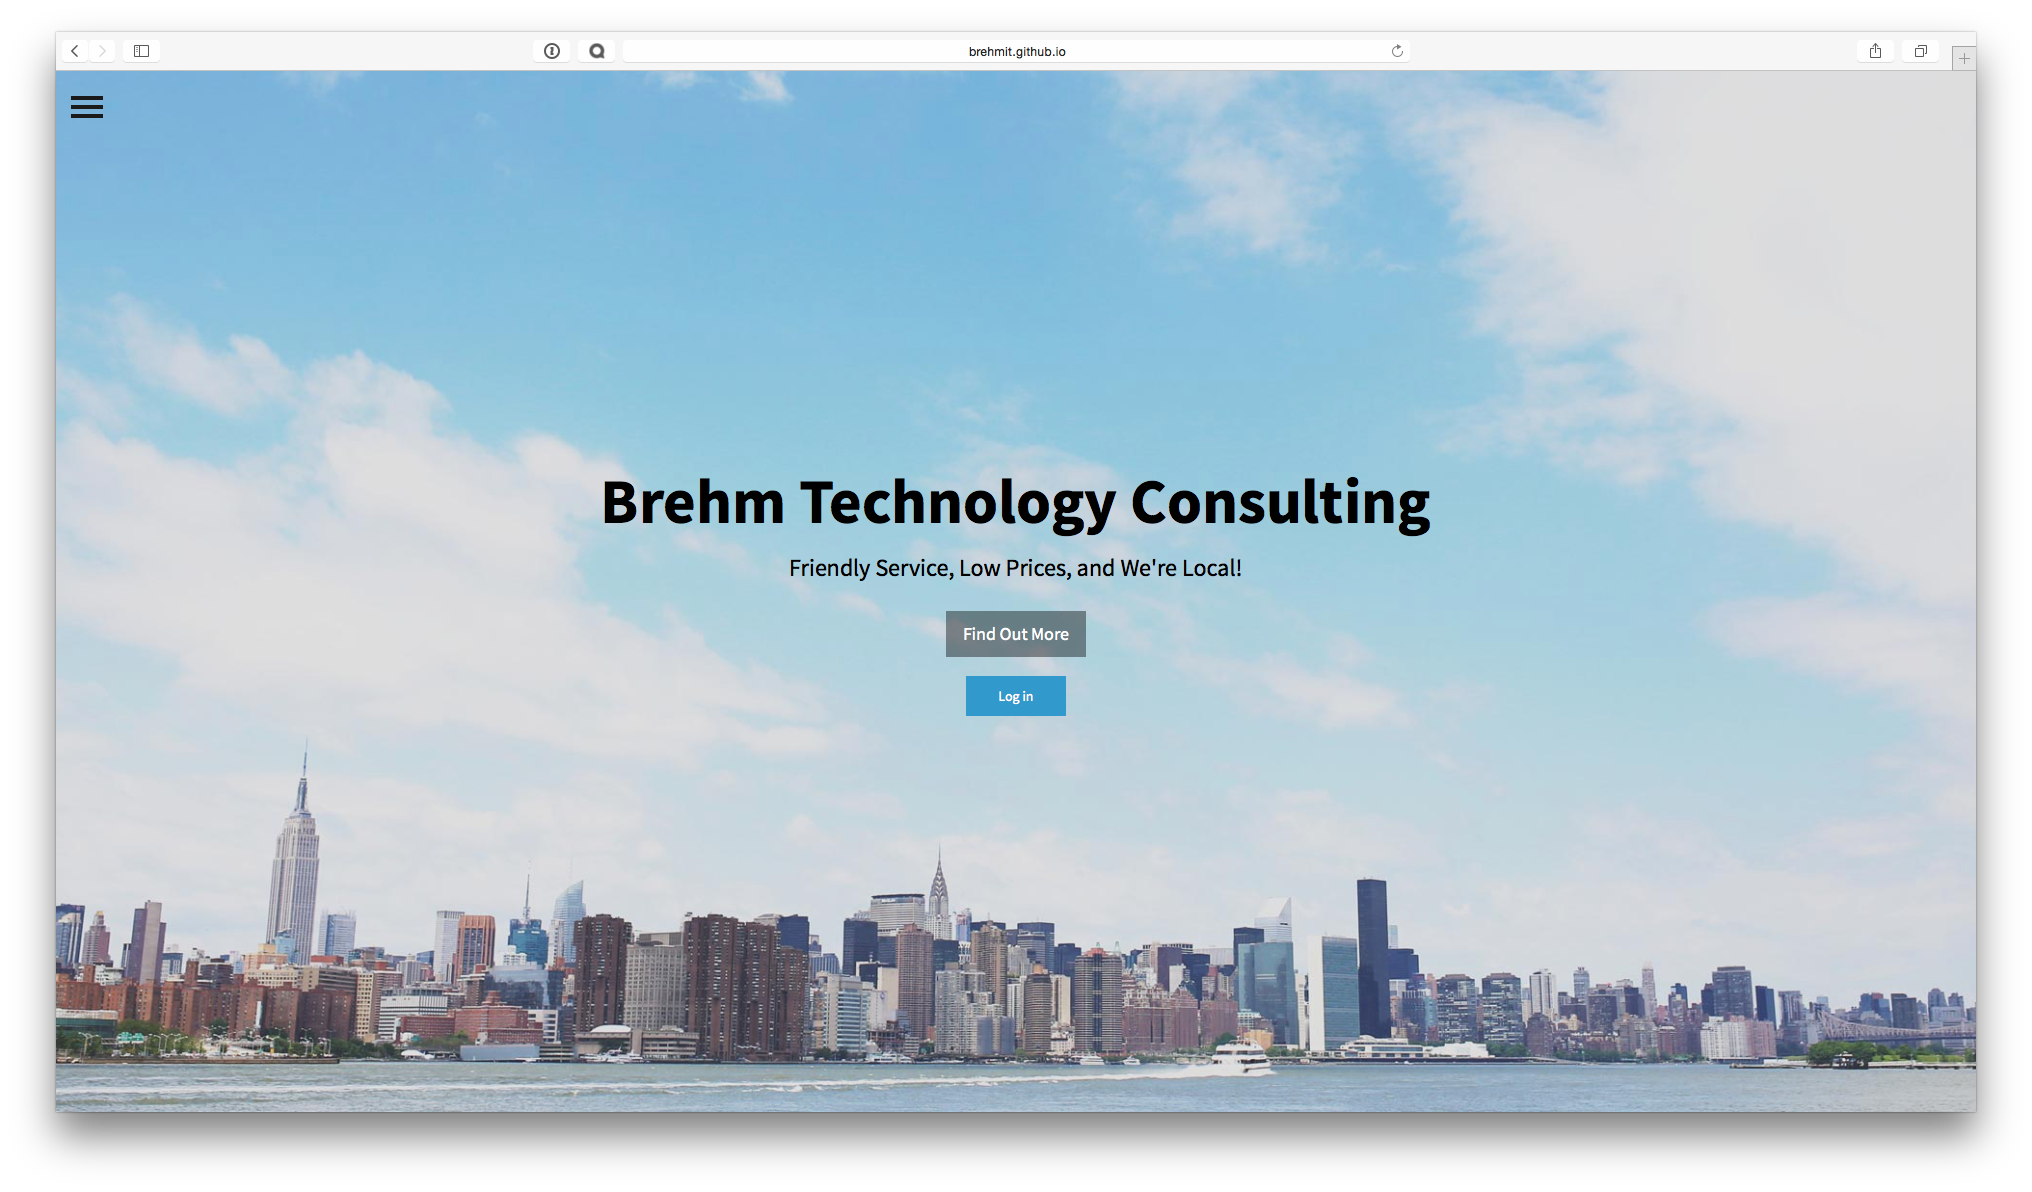 brehmit.github.io
Brehm Technology Consulting
Friendly Service, Low Prices, and We're Local!
Find Out More
Log in